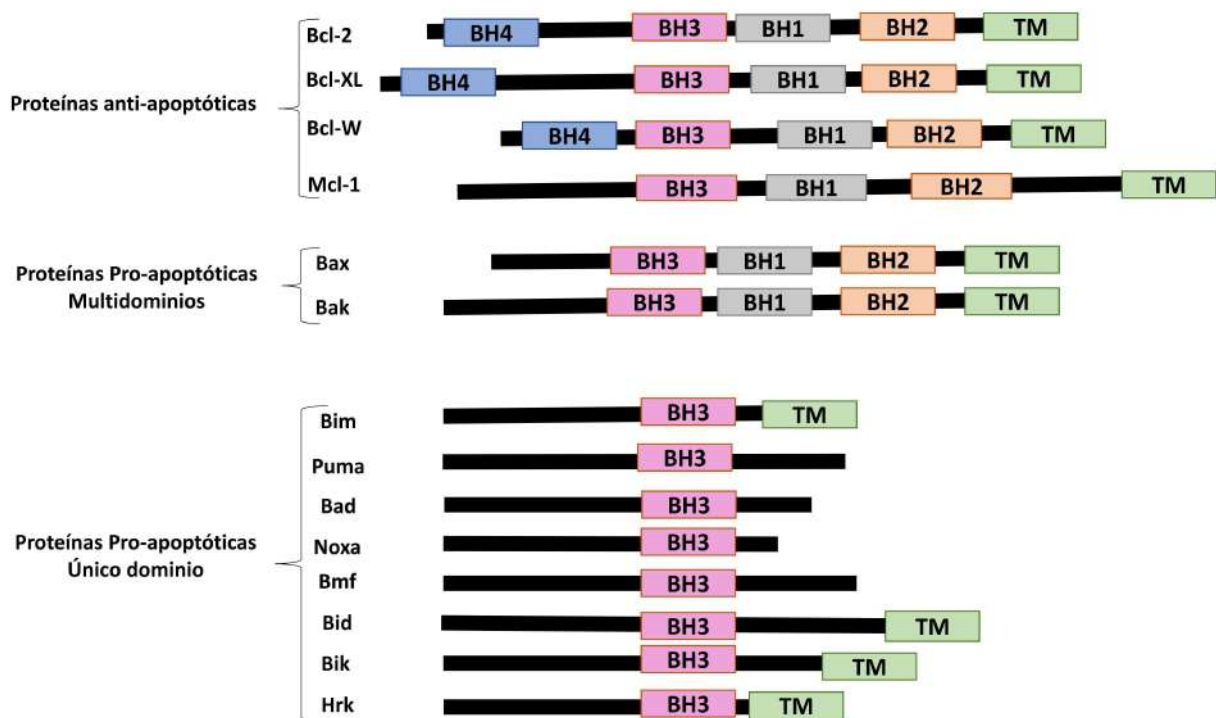 Proteínas anti-apoptóticas
Bcl-2 BH4 BH3 BH1 BH2 TM
Bcl-XL BH4 BH3 BH1 BH2 TM
Bcl-W BH4 BH3 BH1 BH2 TM
Mcl-1 BH3 BH1 BH2 TM
Proteínas Pro-apoptóticas
Multidominios
Bax BH3 BH1 BH2 TM
Bak BH3 BH1 BH2 TM
Proteínas Pro-apoptóticas
Único dominio
Bim BH3 TM
Puma BH3
Bad BH3
Noxa BH3
Bmf BH3
Bid BH3 TM
Bik BH3 TM
Hrk BH3 TM